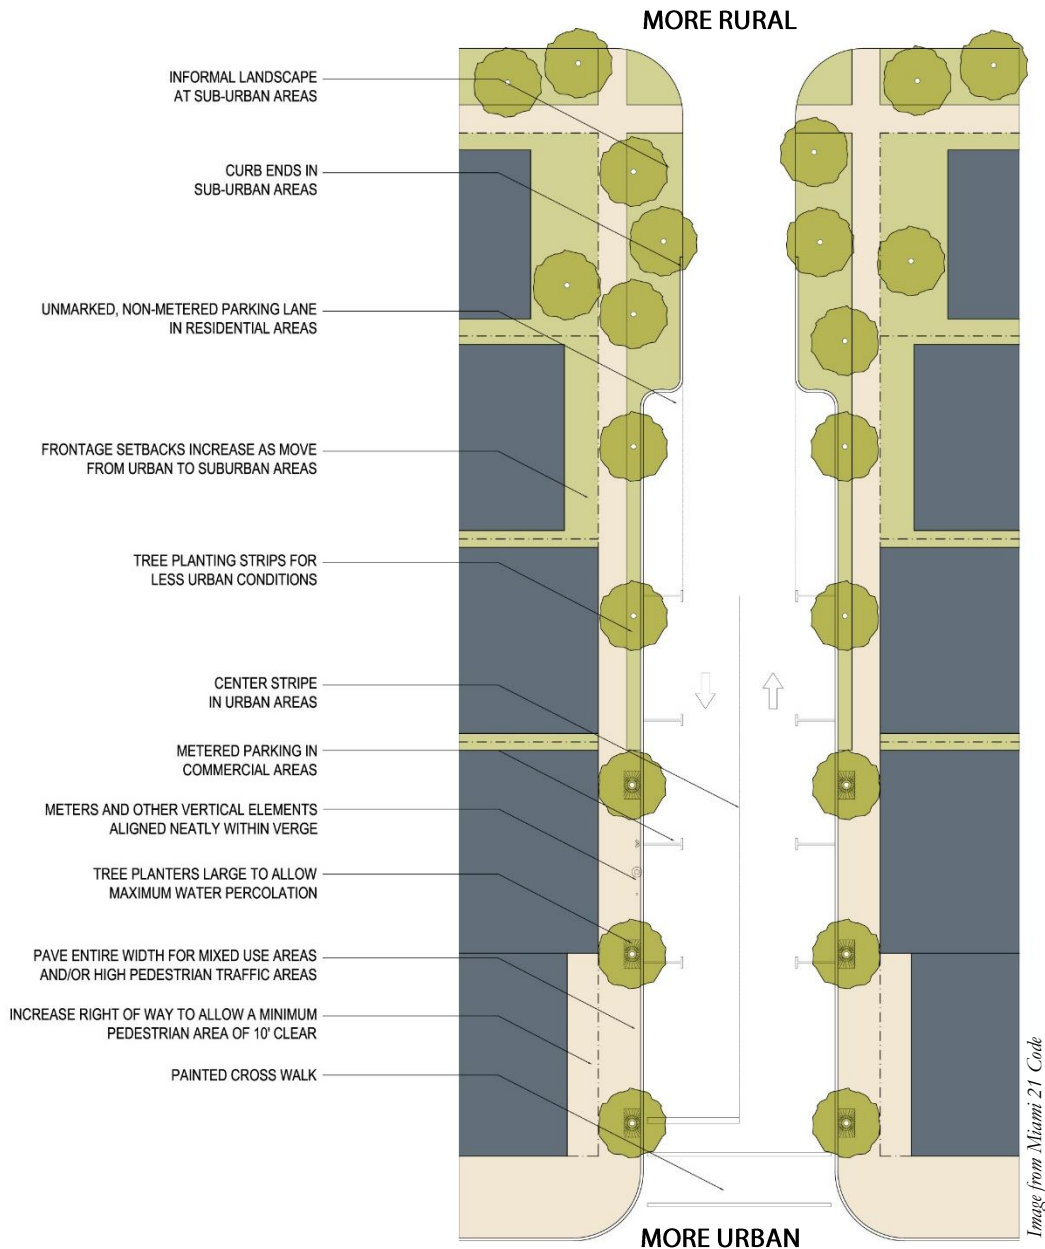 MORE RURAL
INFORMAL LANDSCAPE
AT SUB-URBAN AREAS
CURB ENDS IN
SUB-URBAN AREAS
UNMARKED, NON-METERED PARKING LANE
IN RESIDENTIAL AREAS
FRONTAGE SETBACKS INCREASE AS MOVE
FROM URBAN TO SUBURBAN AREAS
TREE PLANTING STRIPS FOR
LESS URBAN CONDITIONS
CENTER STRIPE
IN URBAN AREAS
METERED PARKING IN
COMMERCIAL AREAS
METERS AND OTHER VERTICAL ELEMENTS
ALIGNED NEATLY WITHIN VERGE
TREE PLANTERS LARGE TO ALLOW
MAXIMUM WATER PERCOLATION
PAVE ENTIRE WIDTH FOR MIXED USE AREAS
AND/OR HIGH PEDESTRIAN TRAFFIC AREAS
INCREASE RIGHT OF WAY TO ALLOW A MINIMUM
PEDESTRIAN AREA OF 10' CLEAR
PAINTED CROSS WALK
MORE URBAN
Image from Miami 21 Code